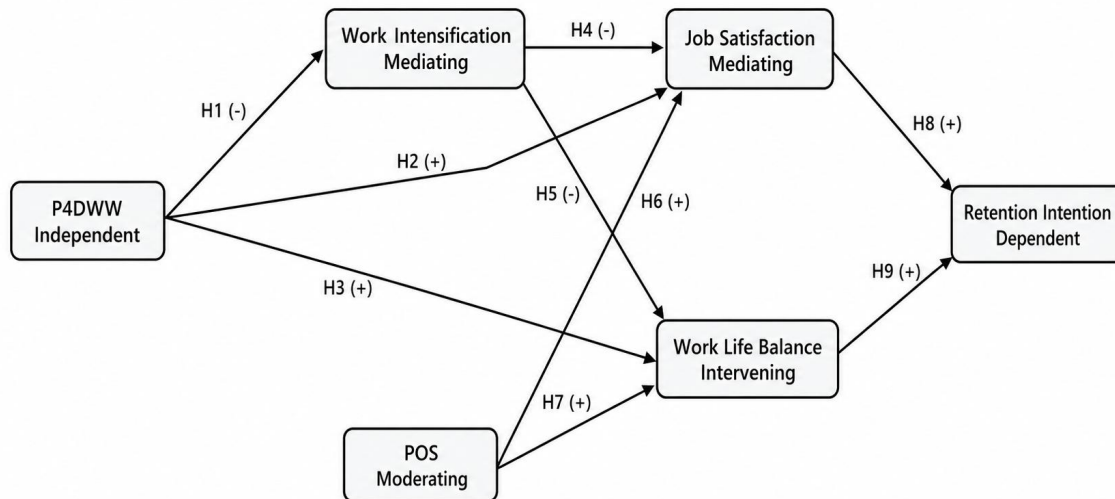 Work Intensification
Mediating
H4 (-)
Job Satisfaction
Mediating
H1 (-)
H8 (+)
H2 (+)
P4DWW
Independent
H5 (-)
H6 (+)
Retention Intention
Dependent
H3 (+)
H9 (+)
Work Life Balance
Intervening
H7 (+)
POS
Moderating